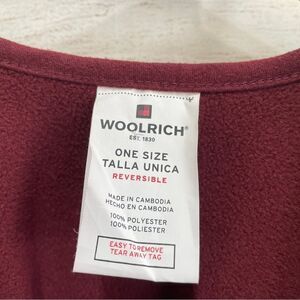 WOOLRICH®
EST. 1830
ONE SIZE
TALLA UNICA
REVERSIBLE
MADE IN CAMBODIA
HECHO EN CAMBODIA
100% POLYESTER
100% POLIESTER
EASY TO REMOVE
TEAR AWAY TAG